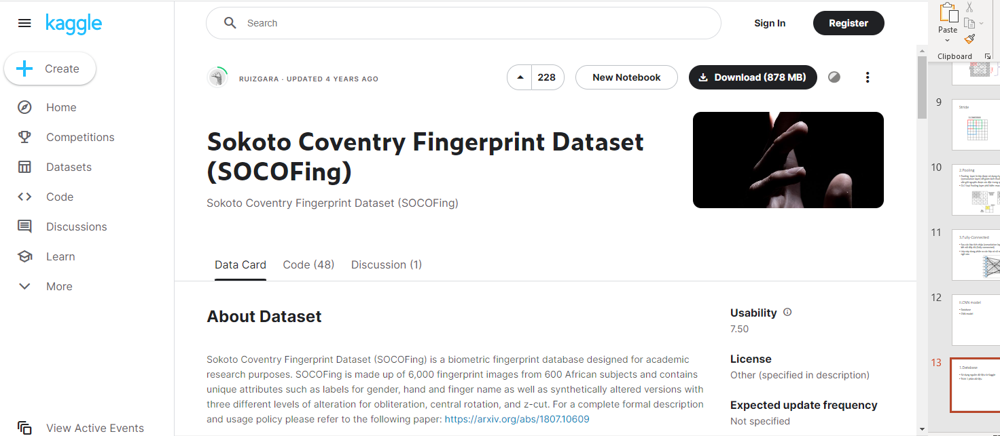 kaggle
Search
Sign In
Register
Create
Home
Competitions
Datasets
Code
Discussions
Learn
More
View Active Events
RUIZGARA · UPDATED 4 YEARS AGO
228
New Notebook
Download (878 MB)
Sokoto Coventry Fingerprint Dataset
(SOCOFing)
Sokoto Coventry Fingerprint Dataset (SOCOFing)
Data Card
Code (48)
Discussion (1)
About Dataset
Sokoto Coventry Fingerprint Dataset (SOCOFing) is a biometric fingerprint database designed for academic
research purposes. SOCOFing is made up of 6,000 fingerprint images from 600 African subjects and contains
unique attributes such as labels for gender, hand and finger name as well as synthetically altered versions with
three different levels of alteration for obliteration, central rotation, and z-cut. For a complete formal description
and usage policy please refer to the following paper: https://arxiv.org/abs/1807.10609
Usability
7.50
License
Other (specified in description)
Expected update frequency
Not specified
Paste
Clipboard
9
Stride
10
2.Pooling
11
3.Fully-Connected
12
II.CNN model
Database
CNN model
13
1.Database